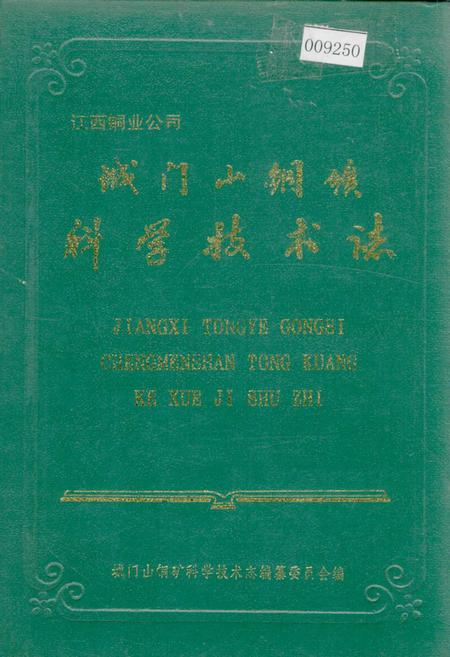 009250
江西铜业公司
城门山铜矿
科学技术志
JIANGXI TONGYE GONGSI
CHENGMENSHAN TONG KUANG
KE XUE JI SHU ZHI
城门山铜矿科学技术志编纂委员会编